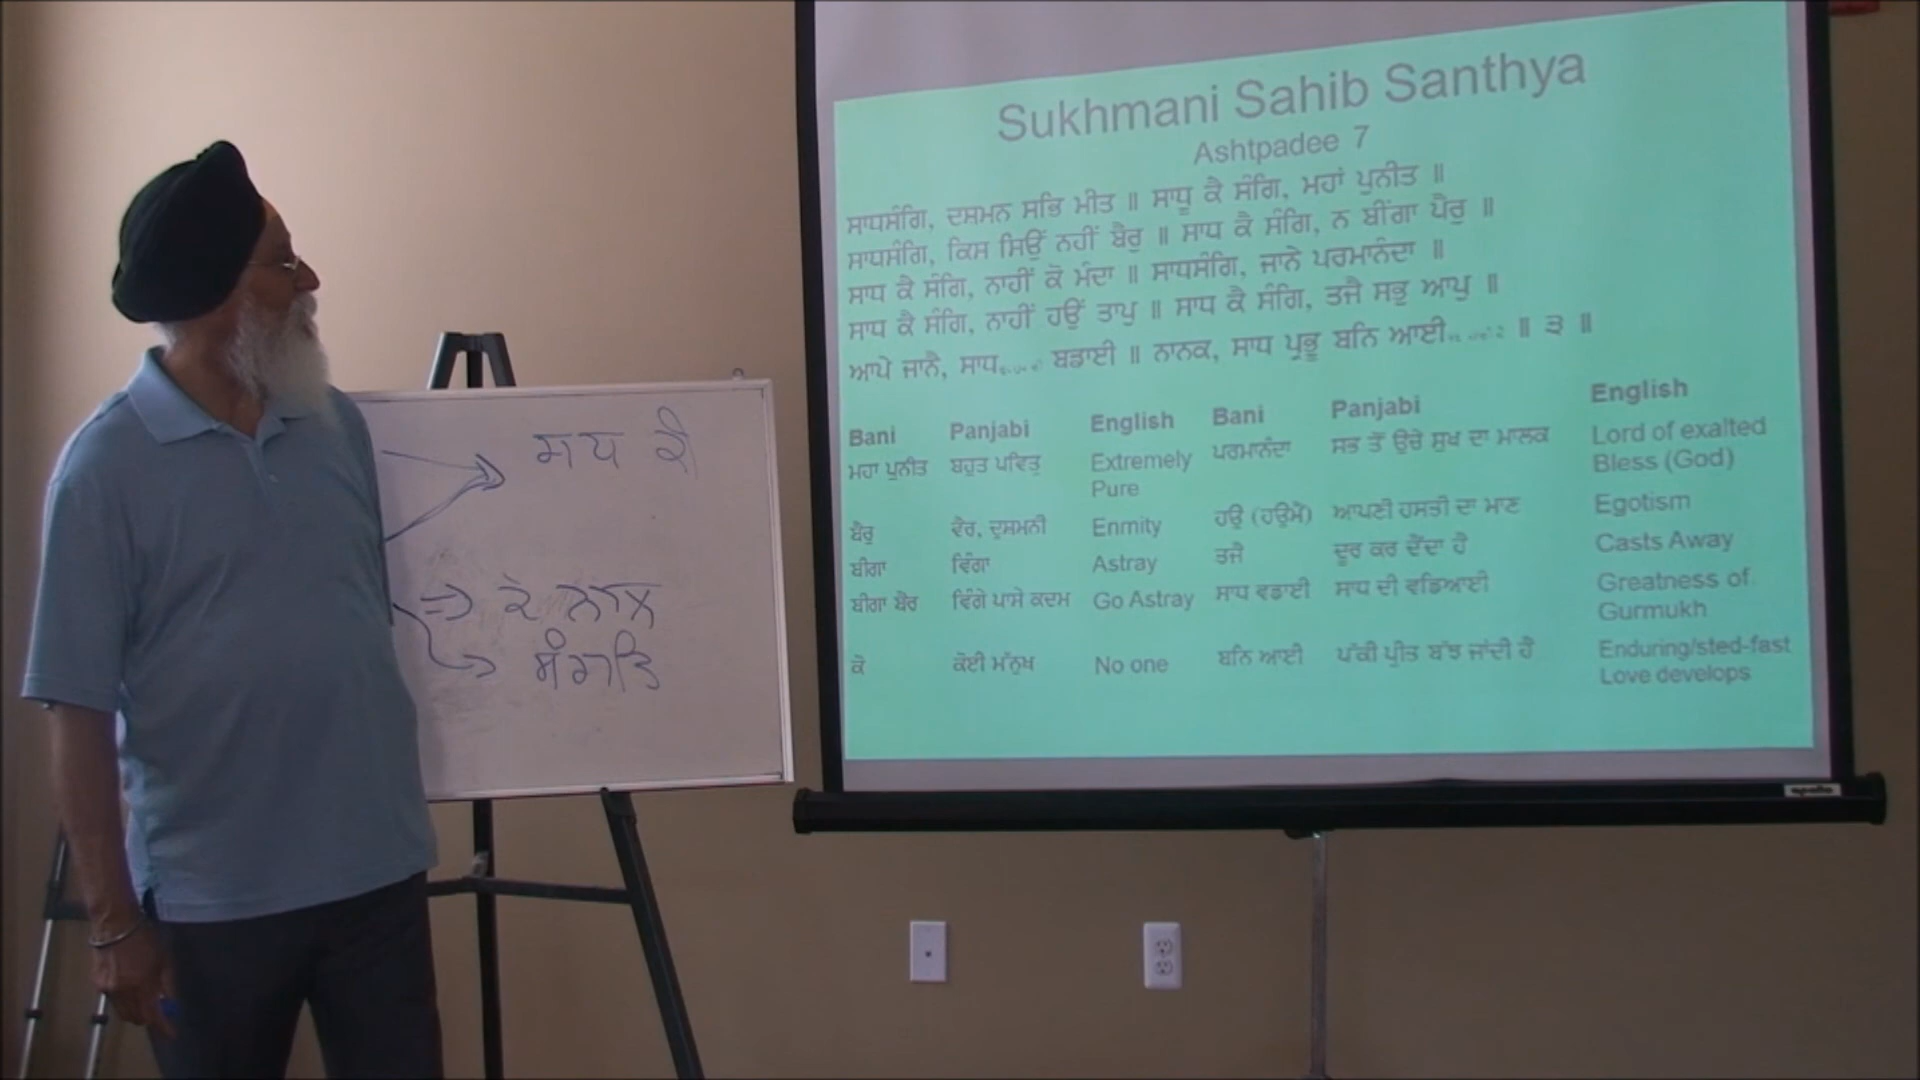 Sukhmani Sahib Santhya
Ashtpadee 7
ਸਾਧਸੰਗਿ, ਦਸਮਨ ਸਭਿ ਮੀਤ ॥ ਸਾਧੂ ਕੈ ਸੰਗਿ, ਮਹਾਂ ਪੁਨੀਤ ॥
ਸਾਧਸੰਗਿ, ਕਿਸ ਸਿਉਂ ਨਹੀਂ ਬੈਰੁ ॥ ਸਾਧ ਕੈ ਸੰਗਿ, ਨ ਬੀਂਗਾ ਪੈਰੁ ॥
ਸਾਧ ਕੈ ਸੰਗਿ, ਨਾਹੀਂ ਕੋ ਮੰਦਾ ॥ ਸਾਧਸੰਗਿ, ਜਾਨੇ ਪਰਮਾਨੰਦਾ ॥
ਸਾਧ ਕੈ ਸੰਗਿ, ਨਾਹੀਂ ਹਉਂ ਤਾਪੁ ॥ ਸਾਧ ਕੈ ਸੰਗਿ, ਤਜੈ ਸਭੁ ਆਪੁ ॥
ਆਪੇ ਜਾਨੈ, ਸਾਧ ਬਡਾਈ ॥ ਨਾਨਕ, ਸਾਧ ਪ੍ਰਭੂ ਬਨਿ ਆਈ ॥ ੩ ॥
Bani Panjabi English Bani Panjabi English
ਮਹਾ ਪੁਨੀਤ ਬਹੁਤ ਪਵਿਤ੍ਰ Extremely Pure ਪਰਮਾਨੰਦਾ ਸਭ ਤੋਂ ਉਚੇ ਸੁਖ ਦਾ ਮਾਲਕ Lord of exalted Bless (God)
ਬੈਰੁ ਵੈਰ, ਦੁਸ਼ਮਨੀ Enmity ਹਉ (ਹਉਮੈਂ) ਆਪਣੀ ਹਸਤੀ ਦਾ ਮਾਣ Egotism
ਬੀਗਾ ਵਿੰਗਾ Astray ਤਜੈ ਦੂਰ ਕਰ ਦੇਂਦਾ ਹੈ Casts Away
ਬੀਗਾ ਬੈਰ ਵਿੰਗੇ ਪਾਸੇ ਕਦਮ Go Astray ਸਾਧ ਵਡਾਈ ਸਾਧ ਦੀ ਵਡਿਆਈ Greatness of Gurmukh
ਕੋ ਕੋਈ ਮੱਨੁਖ No one ਬਨਿ ਆਈ ਪੱਕੀ ਪ੍ਰੀਤ ਬੱਝ ਜਾਂਦੀ ਹੈ Enduring/sted-fast Love develops
ਸਾਧ ਕੀ
ਦੇ ਨਾਲ
ਸੰਗਤਿ
apollo